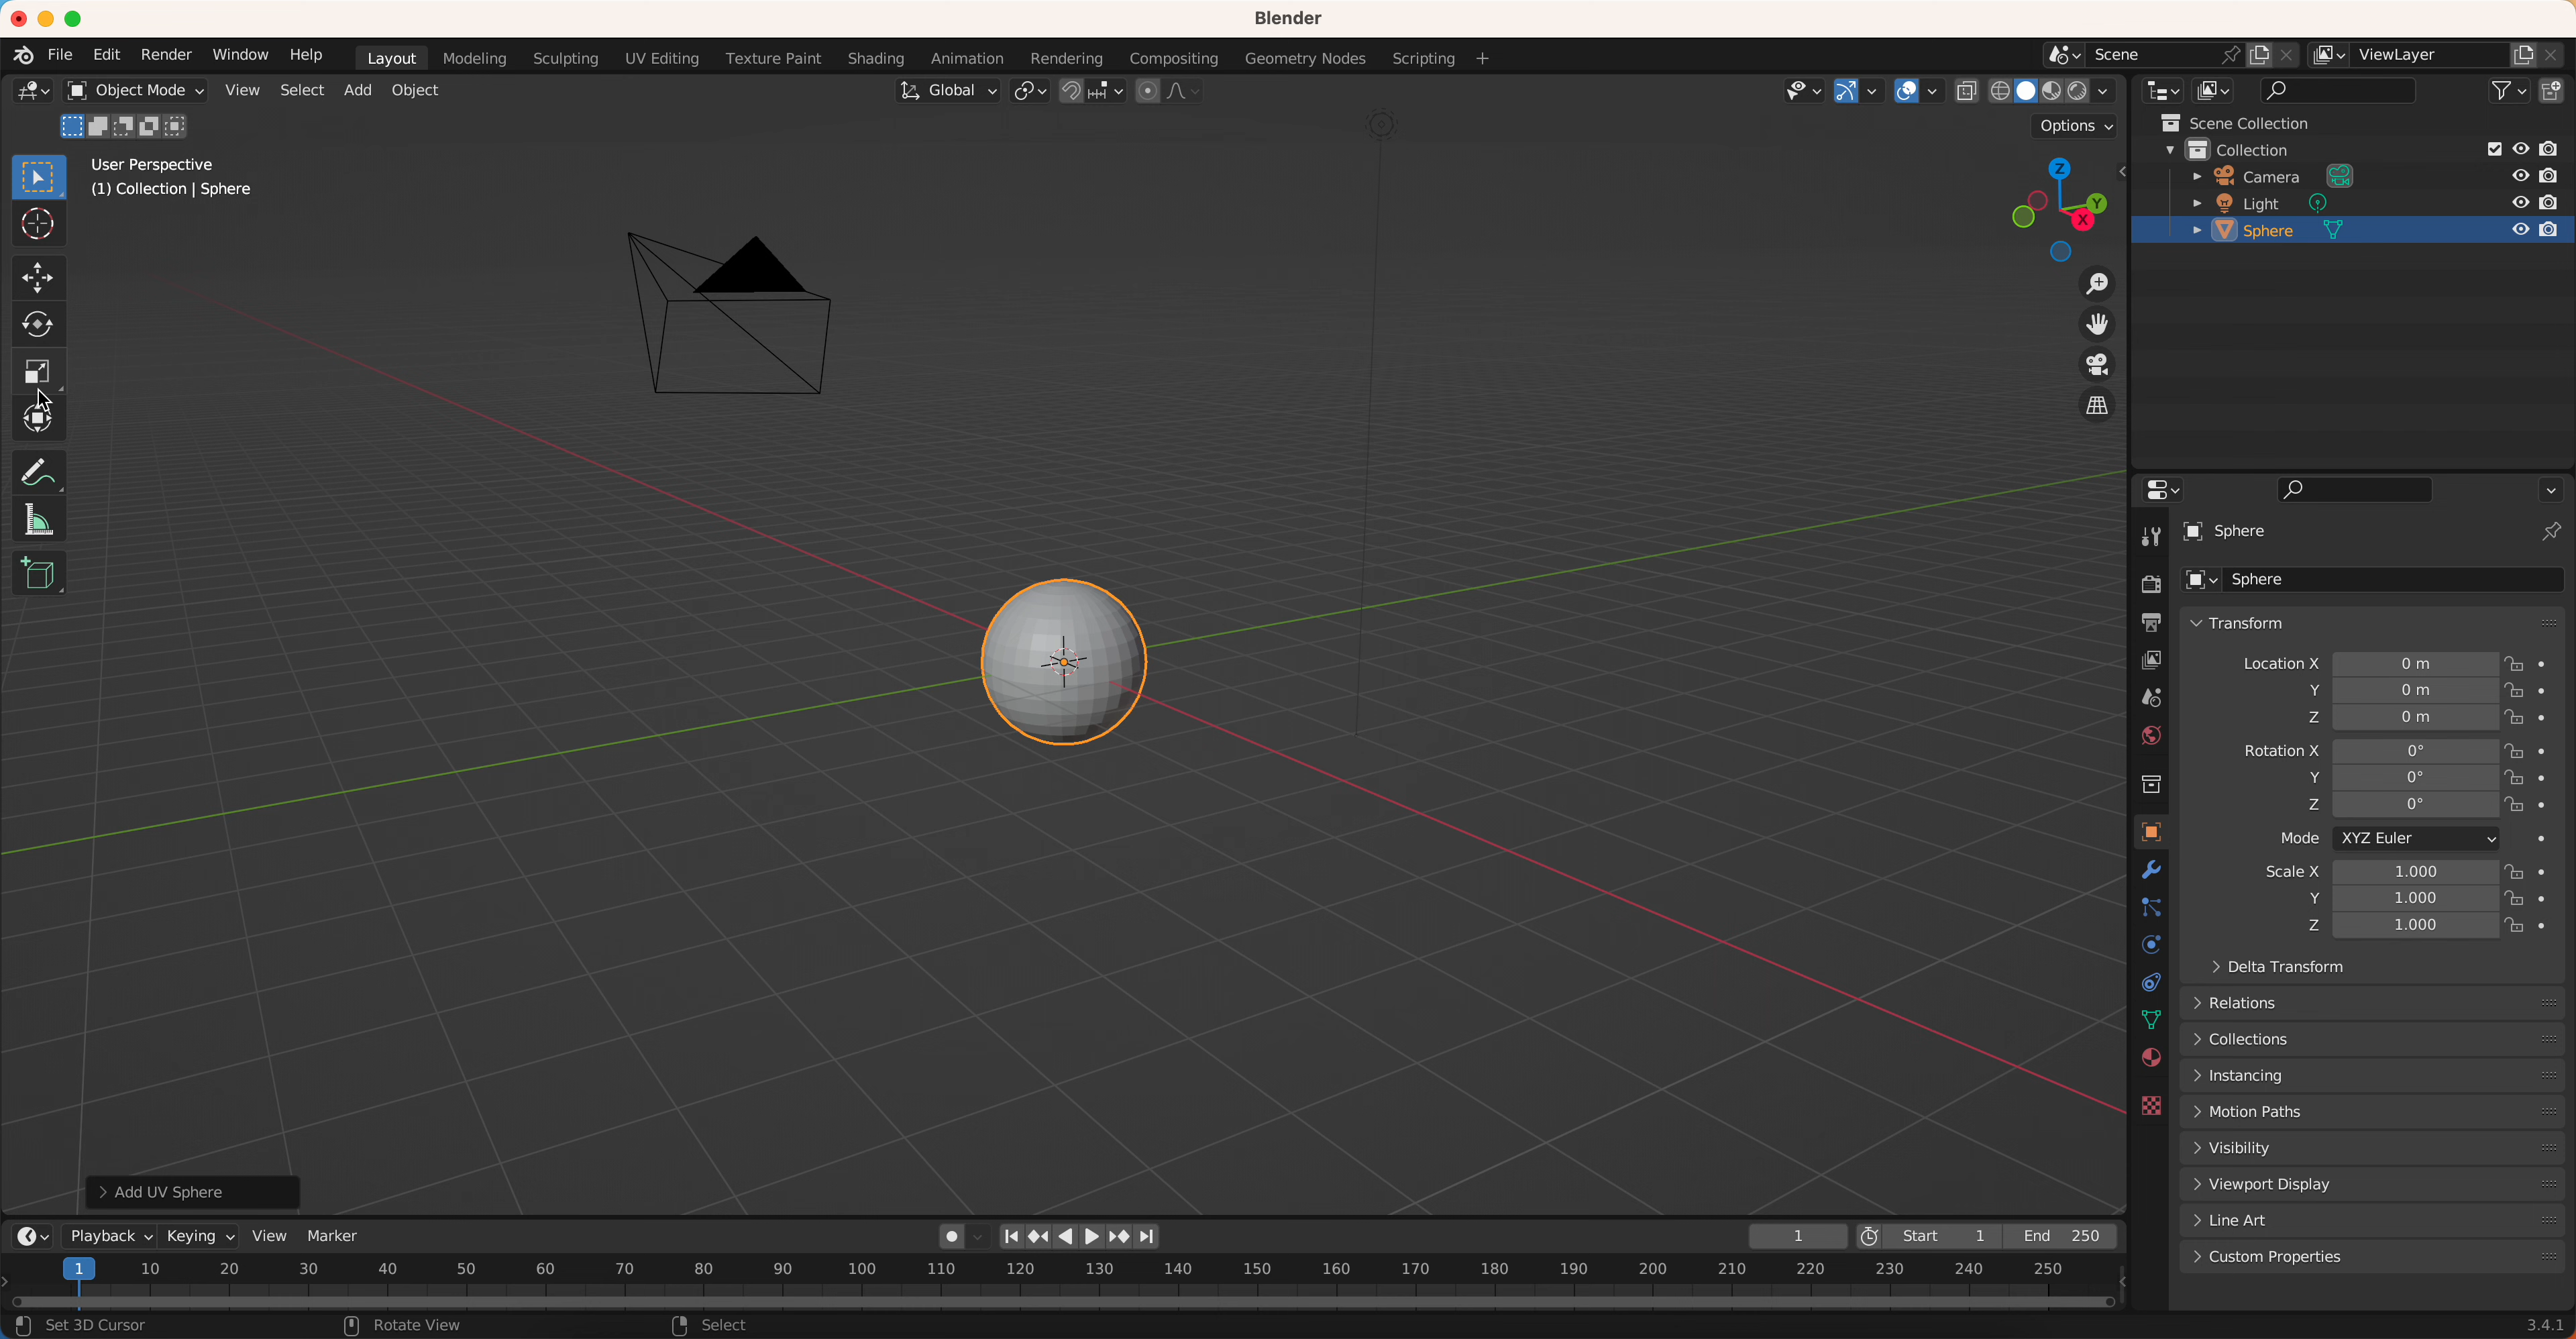 Blender
File Edit Render Window Help Layout Modeling Sculpting UV Editing Texture Paint Shading Animation Rendering Compositing Geometry Nodes Scripting + Scene ViewLayer
Object Mode View Select Add Object Global
Options
User Perspective
(1) Collection | Sphere
Z
Y
X
Scene Collection
Collection
Camera
Light
Sphere
Sphere
Sphere
Transform
Location X 0 m
Y 0 m
Z 0 m
Rotation X 0°
Y 0°
Z 0°
Mode XYZ Euler
Scale X 1.000
Y 1.000
Z 1.000
Delta Transform
Relations
Collections
Instancing
Motion Paths
Visibility
Viewport Display
Line Art
Custom Properties
Add UV Sphere
Playback Keying View Marker 1 Start 1 End 250
1 10 20 30 40 50 60 70 80 90 100 110 120 130 140 150 160 170 180 190 200 210 220 230 240 250
Set 3D Cursor Rotate View Select 3.4.1